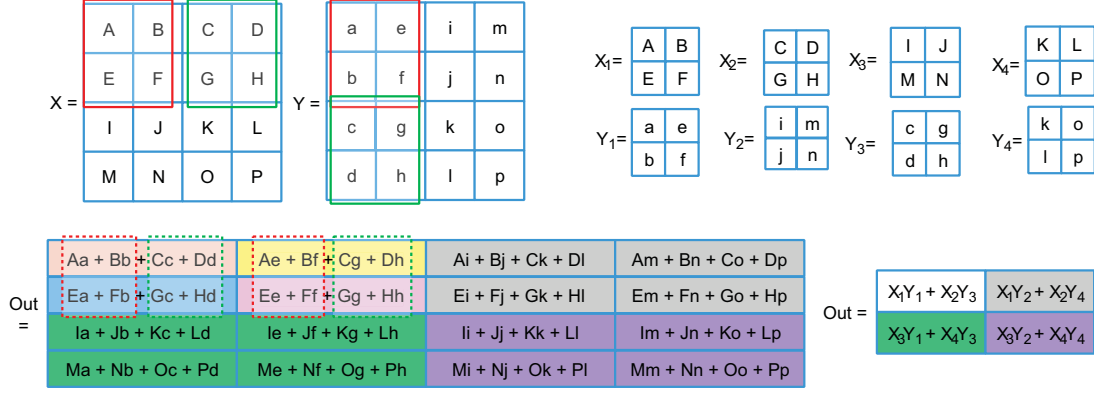 X =
A B C D
E F G H
I J K L
M N O P
Y =
a e i m
b f j n
c g k o
d h l p
X1=
A B
E F
X2=
C D
G H
X3=
I J
M N
X4=
K L
O P
Y1=
a e
b f
Y2=
i m
j n
Y3=
c g
d h
Y4=
k o
l p
Out =
Aa + Bb + Cc + Dd Ae + Bf + Cg + Dh Ai + Bj + Ck + Dl Am + Bn + Co + Dp
Ea + Fb + Gc + Hd Ee + Ff + Gg + Hh Ei + Fj + Gk + Hl Em + Fn + Go + Hp
Ia + Jb + Kc + Ld Ie + Jf + Kg + Lh Ii + Jj + Kk + Ll Im + Jn + Ko + Lp
Ma + Nb + Oc + Pd Me + Nf + Og + Ph Mi + Nj + Ok + Pl Mm + Nn + Oo + Pp
Out =
X1Y1 + X2Y3 X1Y2 + X2Y4
X3Y1 + X4Y3 X3Y2 + X4Y4